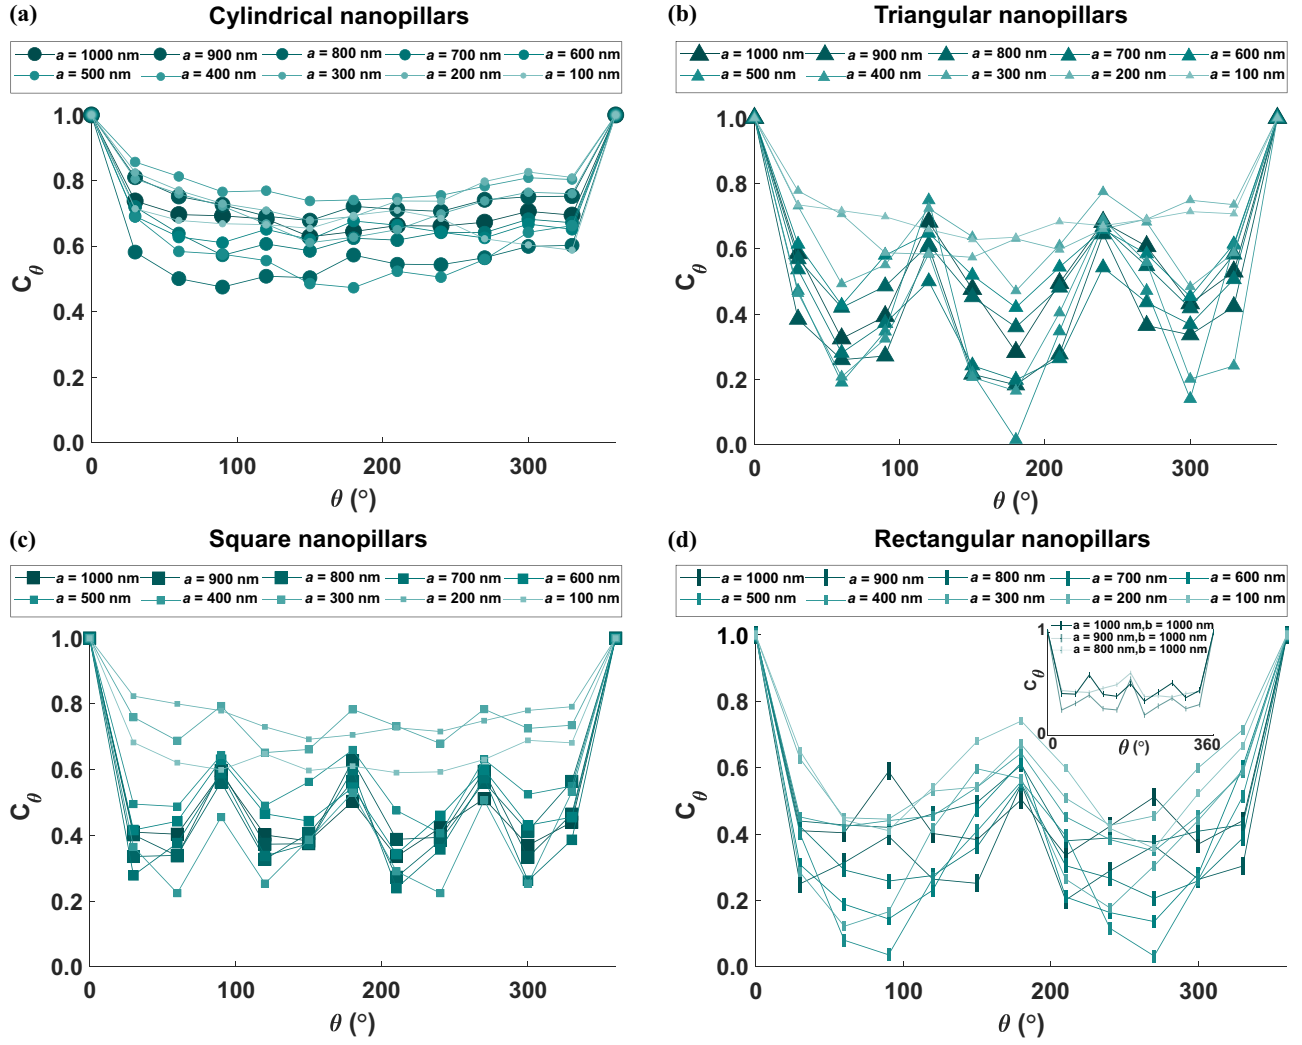 (a)
Cylindrical nanopillars
a = 1000 nm a = 900 nm a = 800 nm a = 700 nm a = 600 nm
a = 500 nm a = 400 nm a = 300 nm a = 200 nm a = 100 nm
1.0
0.8
0.6
0.4
0.2
0.0
Cθ
0 100 200 300
θ (°)
(b)
Triangular nanopillars
a = 1000 nm a = 900 nm a = 800 nm a = 700 nm a = 600 nm
a = 500 nm a = 400 nm a = 300 nm a = 200 nm a = 100 nm
1.0
0.8
0.6
0.4
0.2
0.0
Cθ
0 100 200 300
θ (°)
(c)
Square nanopillars
a = 1000 nm a = 900 nm a = 800 nm a = 700 nm a = 600 nm
a = 500 nm a = 400 nm a = 300 nm a = 200 nm a = 100 nm
1.0
0.8
0.6
0.4
0.2
0.0
Cθ
0 100 200 300
θ (°)
(d)
Rectangular nanopillars
a = 1000 nm a = 900 nm a = 800 nm a = 700 nm a = 600 nm
a = 500 nm a = 400 nm a = 300 nm a = 200 nm a = 100 nm
1.0
0.8
0.6
0.4
0.2
0.0
Cθ
0 100 200 300
θ (°)
a = 1000 nm,b = 1000 nm
a = 900 nm,b = 1000 nm
a = 800 nm,b = 1000 nm
1
Cθ
0
0 360
θ (°)